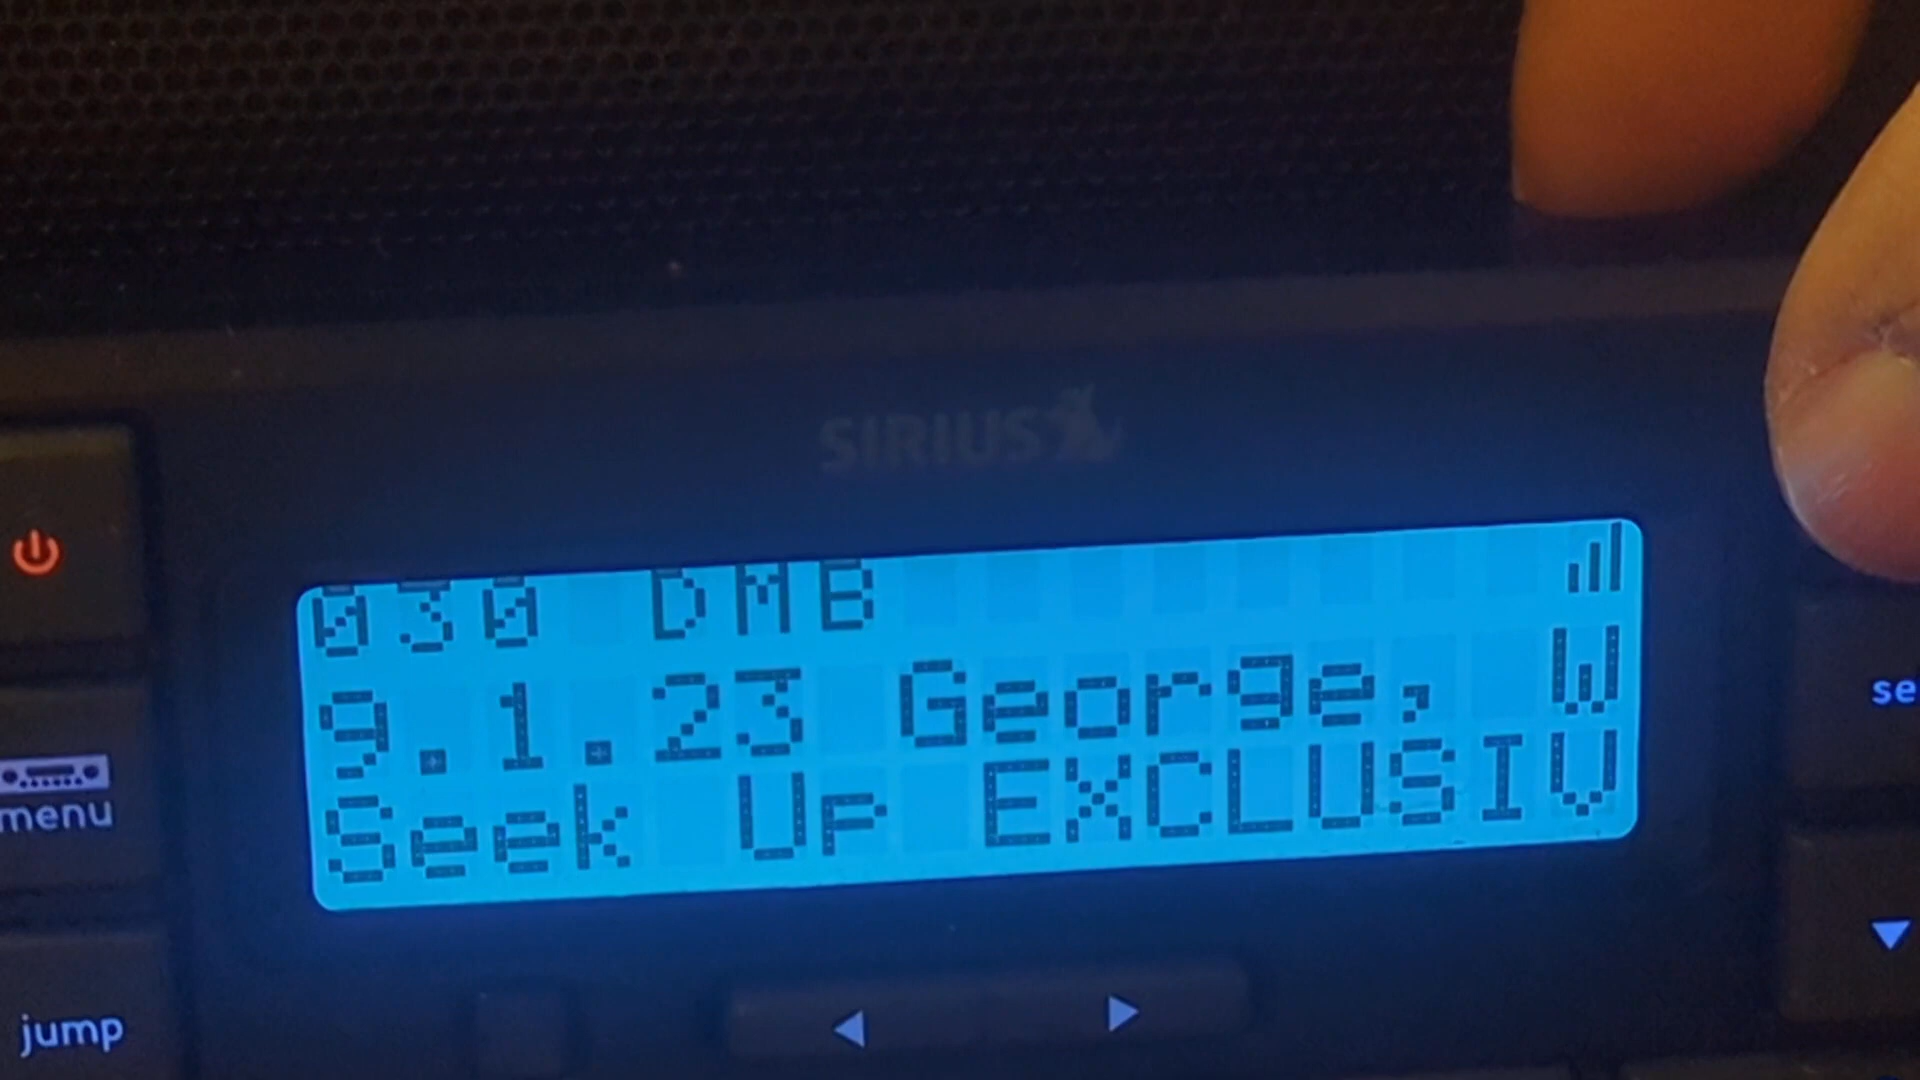 SIRIUS
030 DMB
9.1.23 George, W
Seek Up EXCLUSIV
menu
jump
se